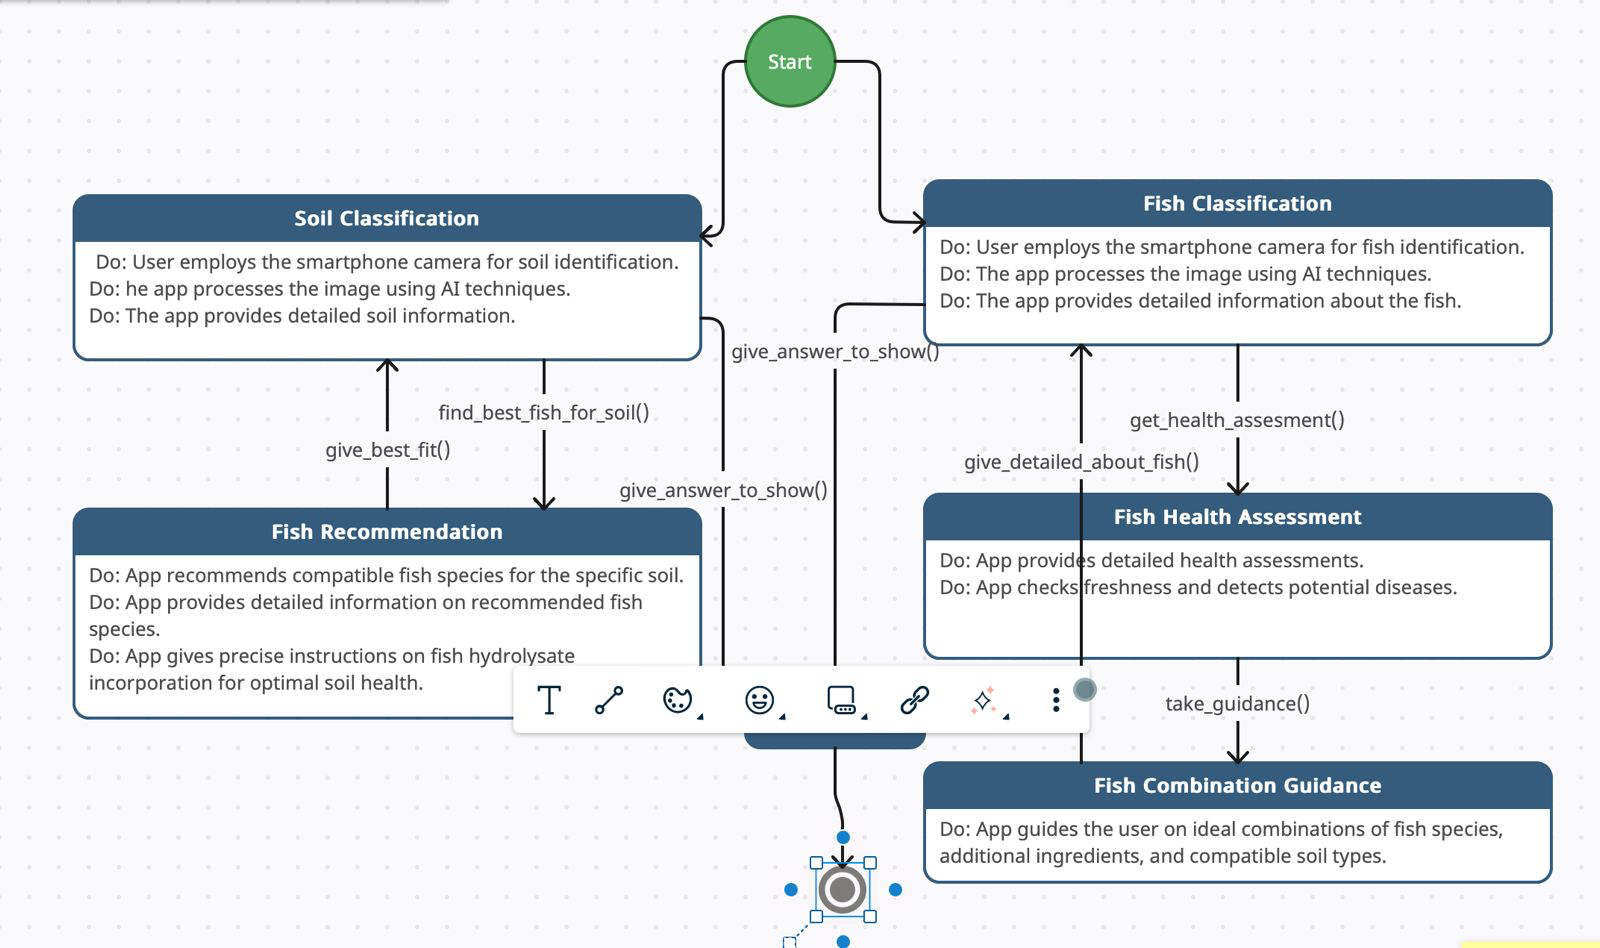 Start
Soil Classification
Do: User employs the smartphone camera for soil identification.
Do: he app processes the image using AI techniques.
Do: The app provides detailed soil information.
Fish Classification
Do: User employs the smartphone camera for fish identification.
Do: The app processes the image using AI techniques.
Do: The app provides detailed information about the fish.
give_answer_to_show()
find_best_fish_for_soil()
give_best_fit()
give_answer_to_show()
get_health_assesment()
give_detailed_about_fish()
Fish Recommendation
Do: App recommends compatible fish species for the specific soil.
Do: App provides detailed information on recommended fish
species.
Do: App gives precise instructions on fish hydrolysate
incorporation for optimal soil health.
Fish Health Assessment
Do: App provides detailed health assessments.
Do: App checks freshness and detects potential diseases.
T
take_guidance()
Fish Combination Guidance
Do: App guides the user on ideal combinations of fish species,
additional ingredients, and compatible soil types.